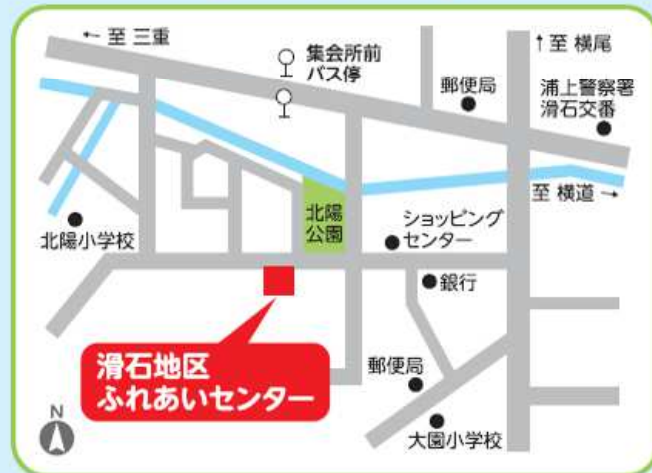 ← 至 三重
集会所前
バス停
郵便局
↑至 横尾
浦上警察署
滑石交番
至 横道 →
北陽
公園
ショッピング
センター
北陽小学校
銀行
滑石地区
ふれあいセンター
郵便局
大園小学校
N